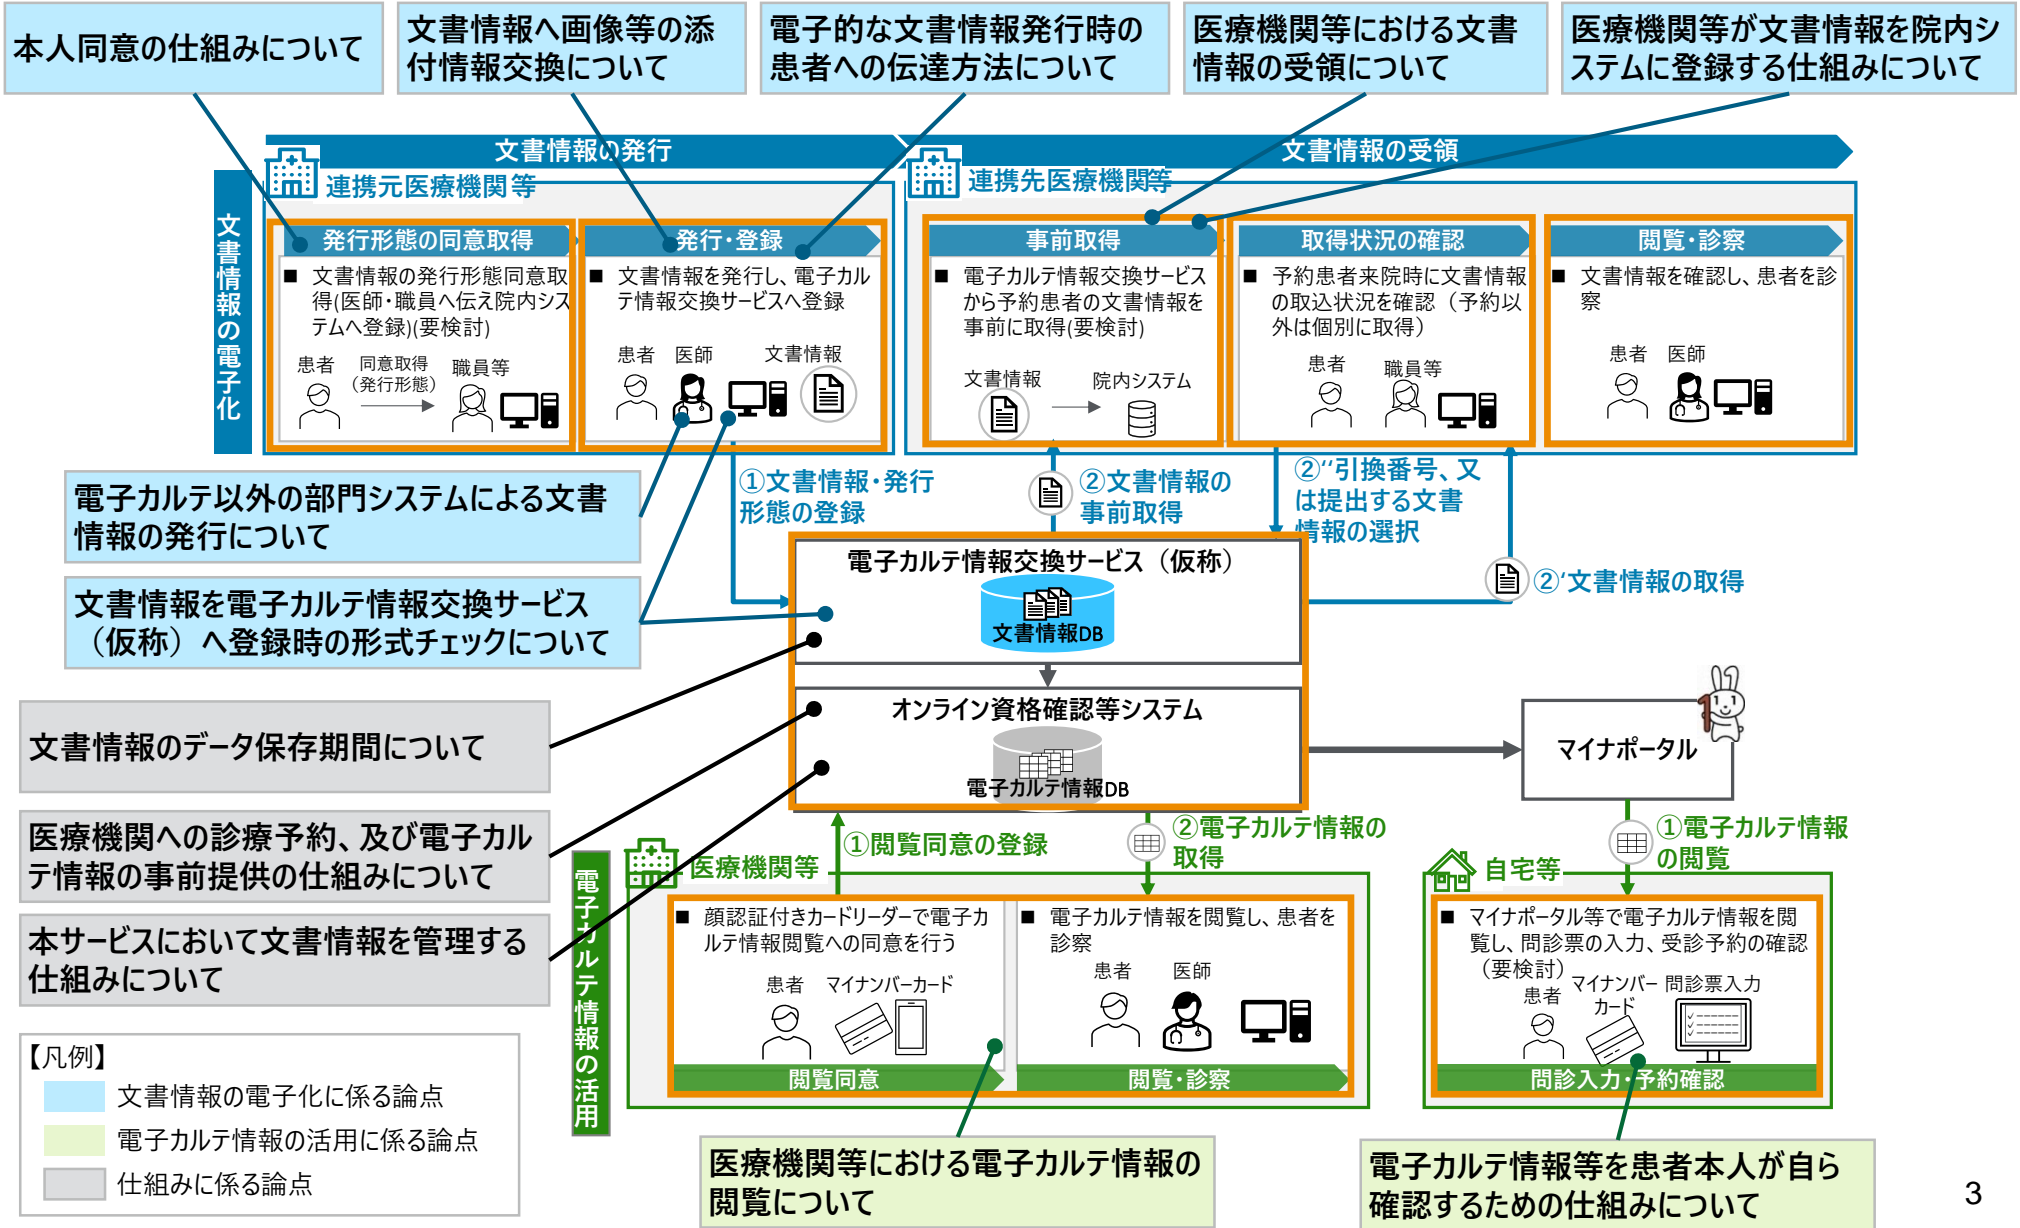 本人同意の仕組みについて
文書情報へ画像等の添
付情報交換について
電子的な文書情報発行時の
患者への伝達方法について
医療機関等における文書
情報の受領について
医療機関等が文書情報を院内シ
ステムに登録する仕組みについて
文書情報の発行
文書情報の受領
文書情報の電子化
連携元医療機関等
連携先医療機関等
発行形態の同意取得
■ 文書情報の発行形態同意取
得(医師・職員へ伝え院内シス
テムへ登録)(要検討)
患者
同意取得
（発行形態）
職員等
発行・登録
■ 文書情報を発行し、電子カル
テ情報交換サービスへ登録
患者 医師 文書情報
事前取得
■ 電子カルテ情報交換サービス
から予約患者の文書情報を
事前に取得(要検討)
文書情報 院内システム
取得状況の確認
■ 予約患者来院時に文書情報
の取込状況を確認（予約以
外は個別に取得）
患者 職員等
閲覧・診察
■ 文書情報を確認し、患者を診
察
患者 医師
電子カルテ以外の部門システムによる文書
情報の発行について
文書情報を電子カルテ情報交換サービス
（仮称）へ登録時の形式チェックについて
①文書情報・発行
形態の登録
②文書情報の
事前取得
②''引換番号、又
は提出する文書
情報の選択
②'文書情報の取得
電子カルテ情報交換サービス（仮称）
文書情報DB
オンライン資格確認等システム
電子カルテ情報DB
マイナポータル
文書情報のデータ保存期間について
医療機関への診療予約、及び電子カル
テ情報の事前提供の仕組みについて
本サービスにおいて文書情報を管理する
仕組みについて
①閲覧同意の登録
②電子カルテ情報の
取得
①電子カルテ情報
の閲覧
電子カルテ情報の活用
医療機関等
■ 顔認証付きカードリーダーで電子カ
ルテ情報閲覧への同意を行う
患者 マイナンバーカード
閲覧同意
■ 電子カルテ情報を閲覧し、患者を
診察
患者 医師
閲覧・診察
自宅等
■ マイナポータル等で電子カルテ情報を閲
覧し、問診票の入力、受診予約の確認
（要検討）
患者
マイナンバー
カード
問診票入力
問診入力・予約確認
【凡例】
文書情報の電子化に係る論点
電子カルテ情報の活用に係る論点
仕組みに係る論点
医療機関等における電子カルテ情報の
閲覧について
電子カルテ情報等を患者本人が自ら
確認するための仕組みについて
3